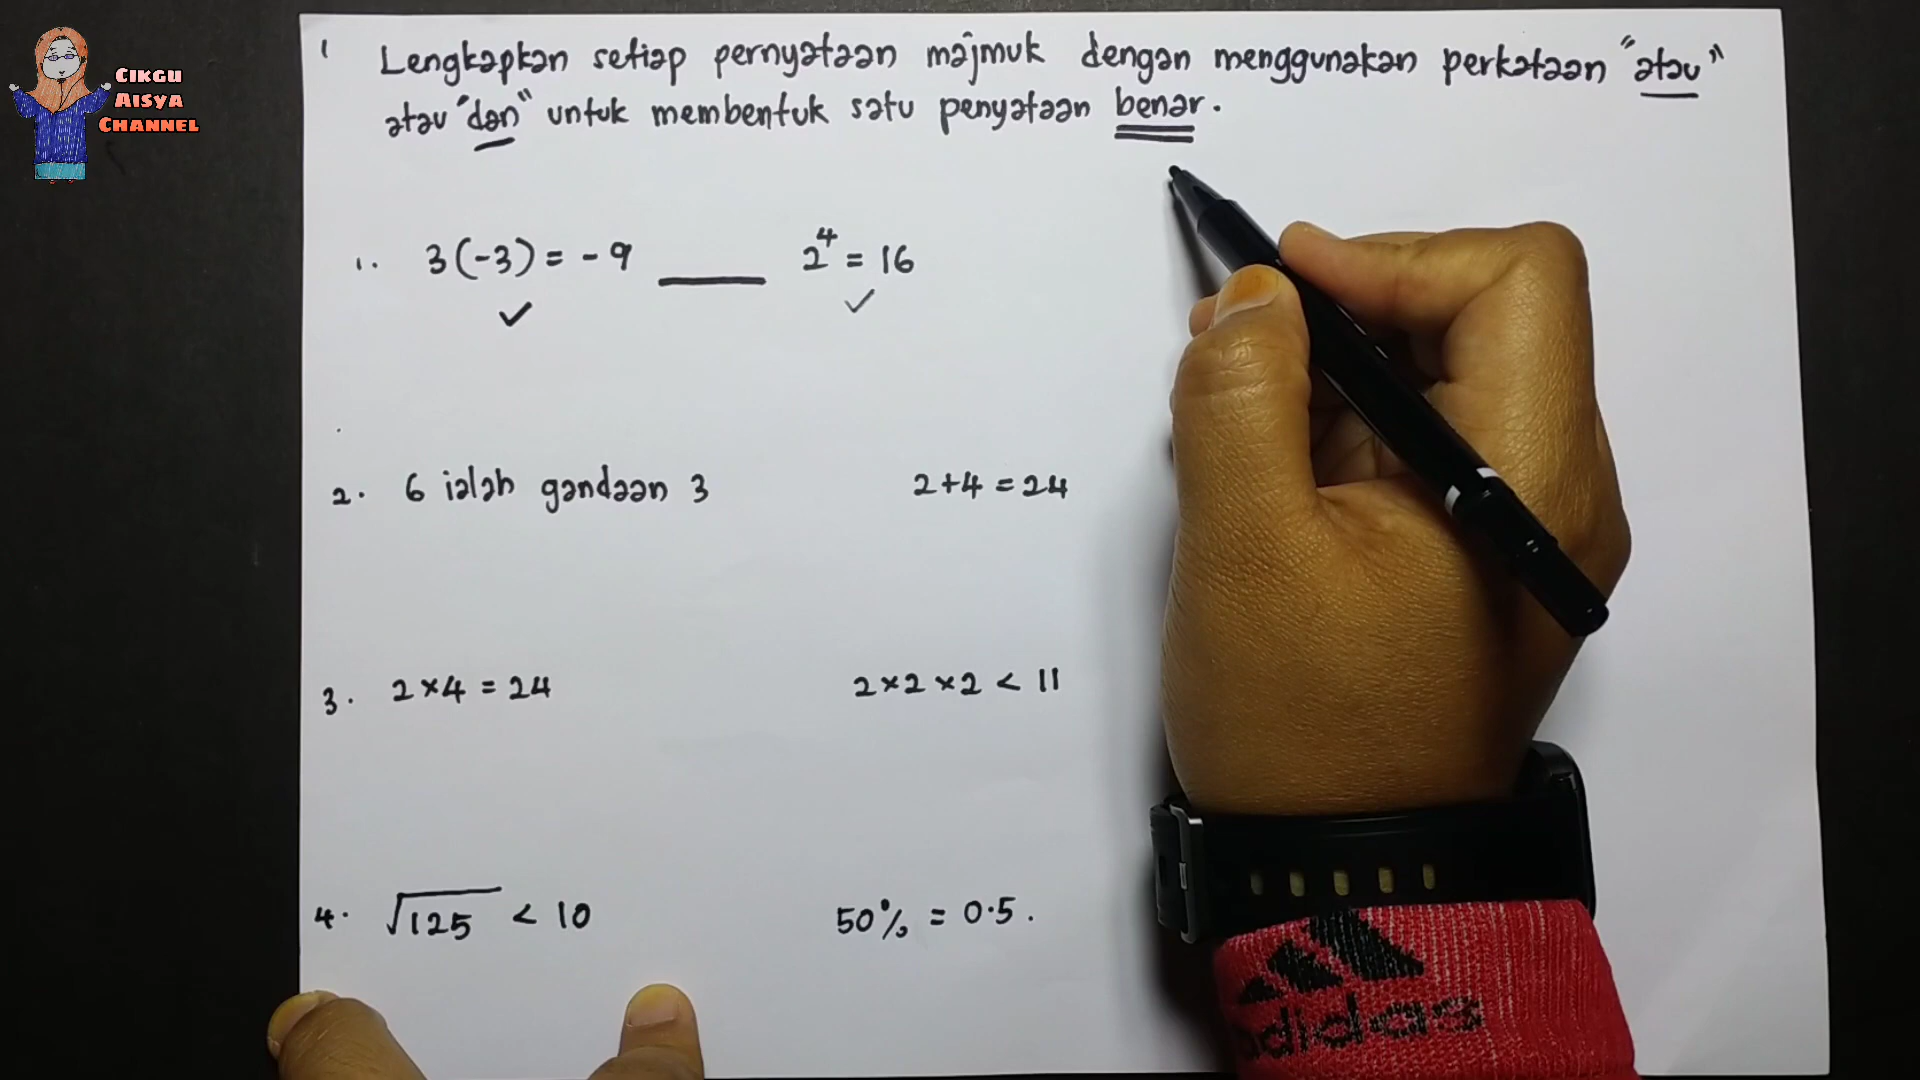 CIKGU
AISYA
CHANNEL
1 Lengkapkan setiap pernyataan majmuk dengan menggunakan perkataan "atau"
atau "dan" untuk membentuk satu penyataan benar.
1. 3(-3) = -9 ____ 2⁴ = 16
✓ ✓
2. 6 ialah gandaan 3 2+4 = 24
3. 2×4 = 24 2×2×2 < 11
4. √125 < 10 50% = 0.5.
adidas